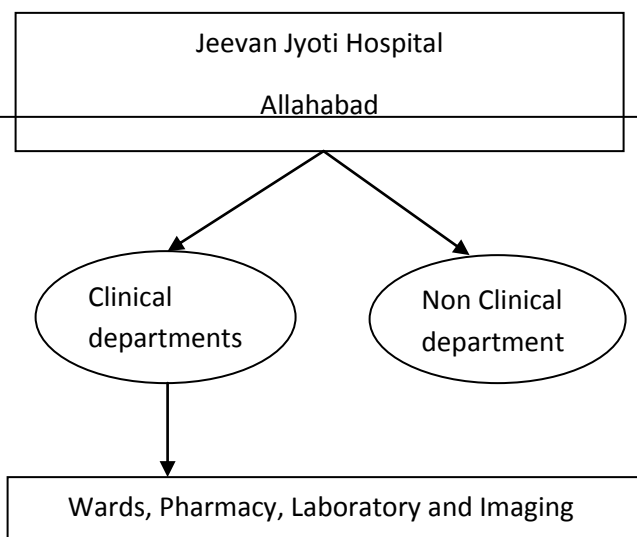 Jeevan Jyoti Hospital
Allahabad
Clinical
departments
Non Clinical
department
Wards, Pharmacy, Laboratory and Imaging